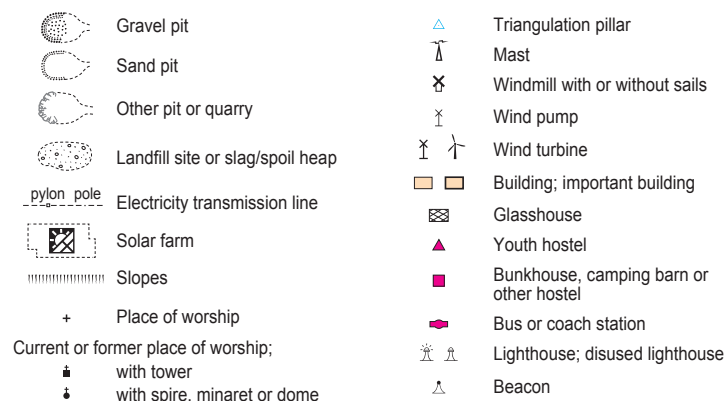 Gravel pit
Sand pit
Other pit or quarry
Landfill site or slag/spoil heap
pylon pole
Electricity transmission line
Solar farm
Slopes
Place of worship
Current or former place of worship;
with tower
with spire, minaret or dome
Triangulation pillar
Mast
Windmill with or without sails
Wind pump
Wind turbine
Building; important building
Glasshouse
Youth hostel
Bunkhouse, camping barn or
other hostel
Bus or coach station
Lighthouse; disused lighthouse
Beacon